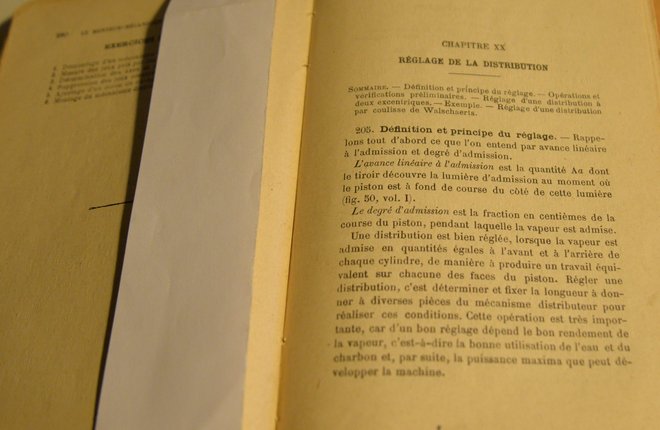 LE MONTEUR-MÉCANICIEN
EXERCICES
CHAPITRE XX
RÉGLAGE DE LA DISTRIBUTION
SOMMAIRE. — Définition et principe du réglage. — Opérations et
vérifications préliminaires. — Réglage d'une distribution à
deux excentriques. — Exemple. — Réglage d'une distribution
par coulisse de Walschaerts.
205. Définition et principe du réglage. — Rappe-
lons tout d'abord ce que l'on entend par avance linéaire
à l'admission et degré d'admission.
L'avance linéaire à l'admission est la quantité Aa dont
le tiroir découvre la lumière d'admission au moment où
le piston est à fond de course du côté de cette lumière
(fig. 50, vol. I).
Le degré d'admission est la fraction en centièmes de la
course du piston, pendant laquelle la vapeur est admise.
Une distribution est bien réglée, lorsque la vapeur est
admise en quantités égales à l'avant et à l'arrière de
chaque cylindre, de manière à produire un travail équi-
valent sur chacune des faces du piston. Régler une
distribution, c'est déterminer et fixer la longueur à don-
ner à diverses pièces du mécanisme distributeur pour
réaliser ces conditions. Cette opération est très impor-
tante, car d'un bon réglage dépend le bon rendement de
la vapeur, c'est-à-dire la bonne utilisation de l'eau et du
charbon et, par suite, la puissance maxima que peut dé-
velopper la machine.